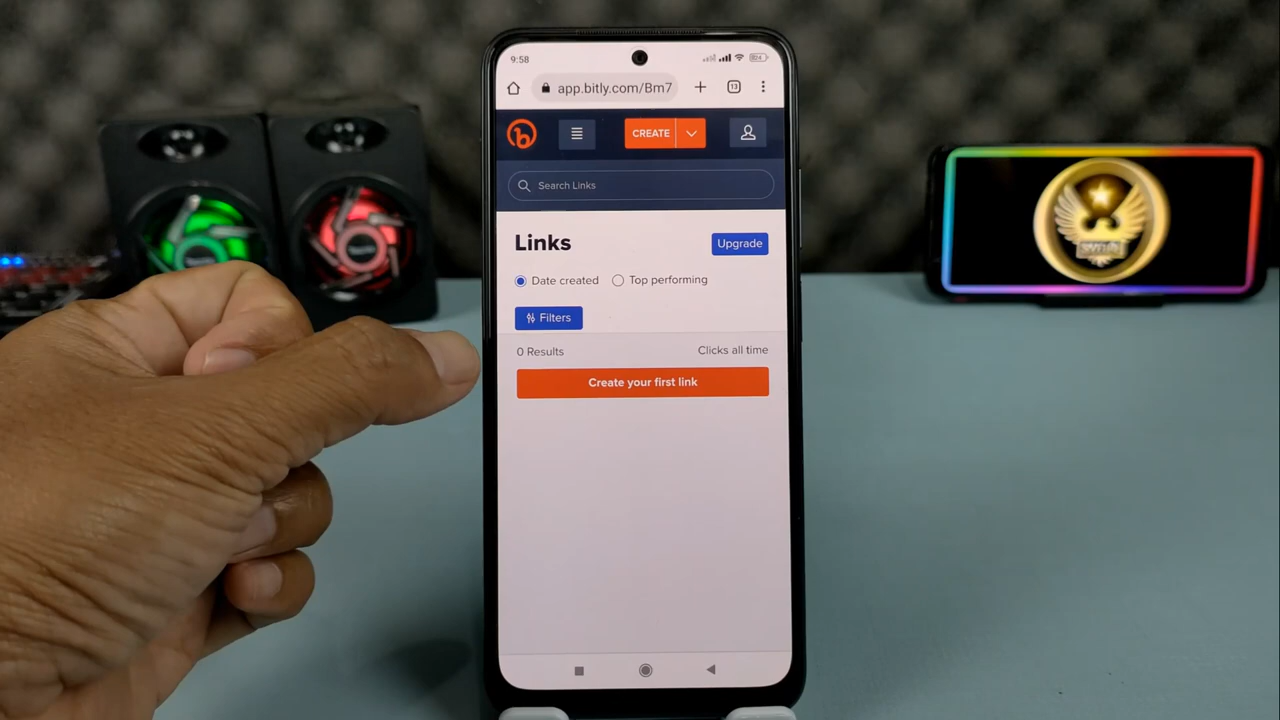 9:58
app.bitly.com/Bm7
13
CREATE
Search Links
Links
Upgrade
Date created
Top performing
Filters
0 Results
Clicks all time
Create your first link